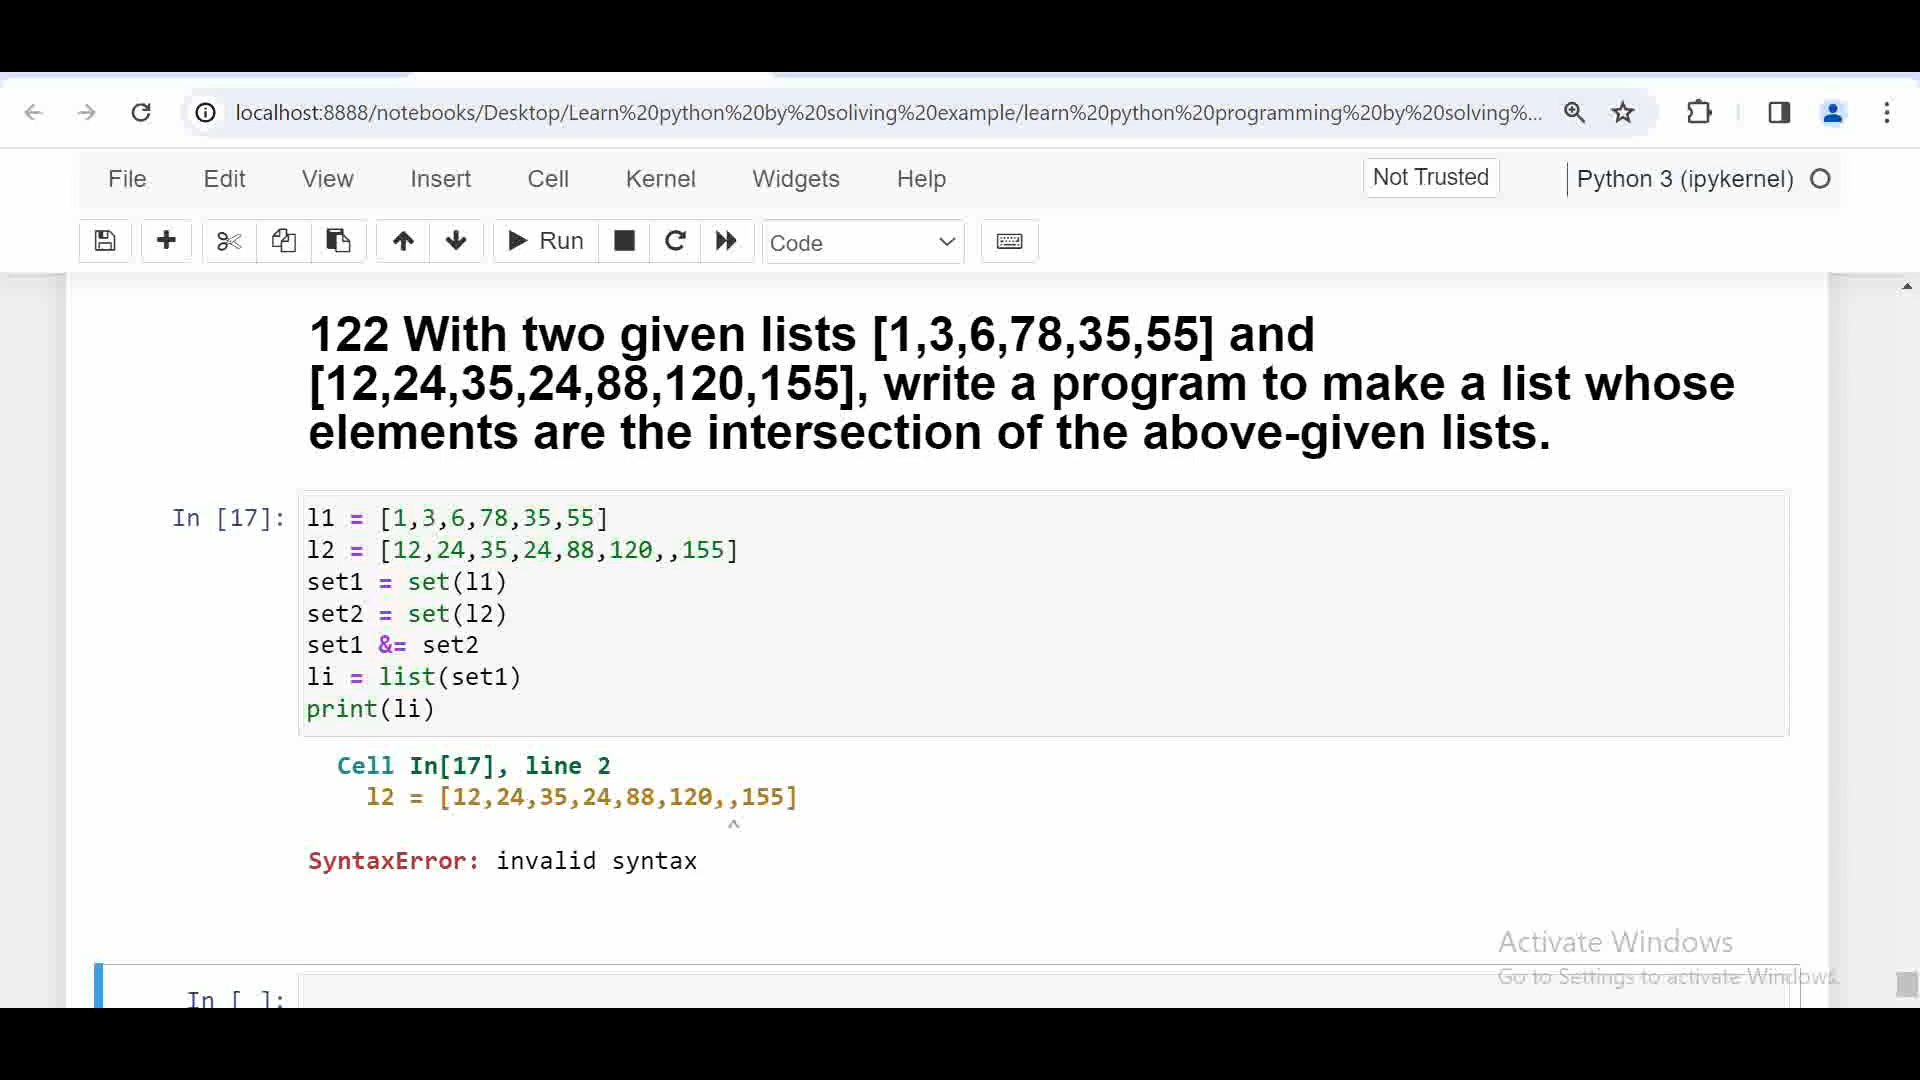 localhost:8888/notebooks/Desktop/Learn%20python%20by%20soliving%20example/learn%20python%20programming%20by%20solving%...
File Edit View Insert Cell Kernel Widgets Help Not Trusted Python 3 (ipykernel)
Run Code
122 With two given lists [1,3,6,78,35,55] and
[12,24,35,24,88,120,155], write a program to make a list whose
elements are the intersection of the above-given lists.
In [17]: l1 = [1,3,6,78,35,55]
l2 = [12,24,35,24,88,120,,155]
set1 = set(l1)
set2 = set(l2)
set1 &= set2
li = list(set1)
print(li)
Cell In[17], line 2
l2 = [12,24,35,24,88,120,,155]
^
SyntaxError: invalid syntax
Activate Windows
Go to Settings to activate Windows.
In [ ]: